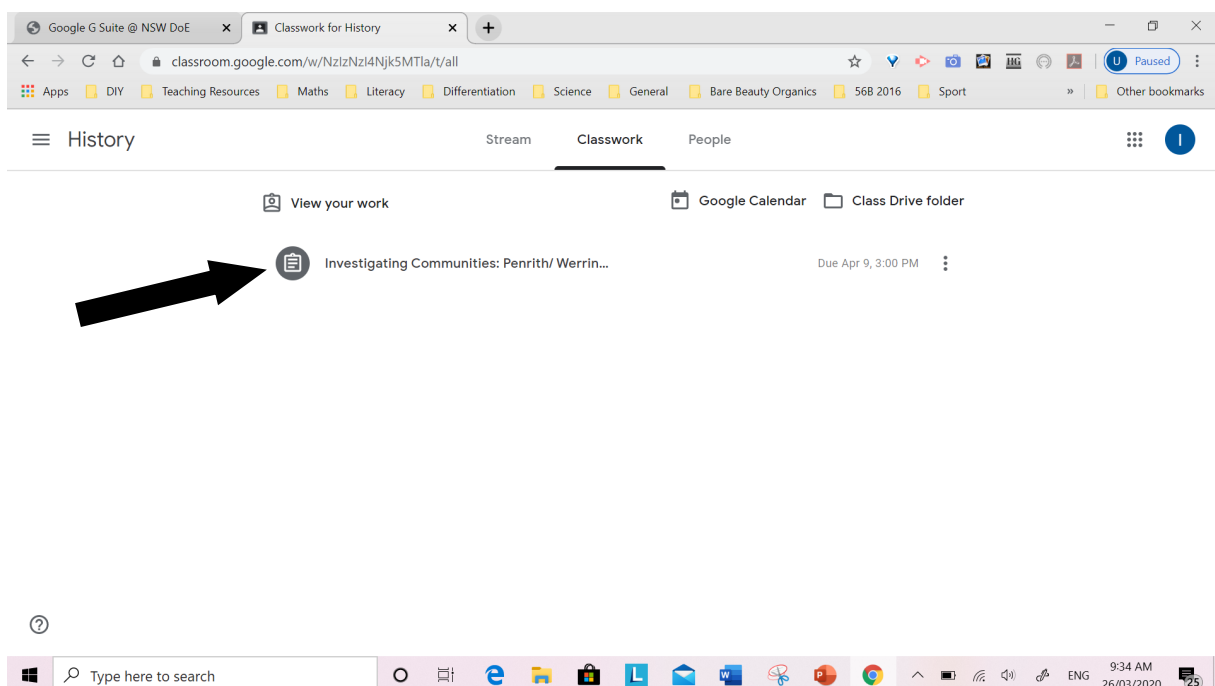 Google G Suite @ NSW DoE
Classwork for History
classroom.google.com/w/NzIzNzI4Njk5MTla/t/all
U Paused
Apps DIY Teaching Resources Maths Literacy Differentiation Science General Bare Beauty Organics 56B 2016 Sport » Other bookmarks
History Stream Classwork People I
View your work Google Calendar Class Drive folder
Investigating Communities: Penrith/ Werrin... Due Apr 9, 3:00 PM
Type here to search
ENG
9:34 AM
26/03/2020
25